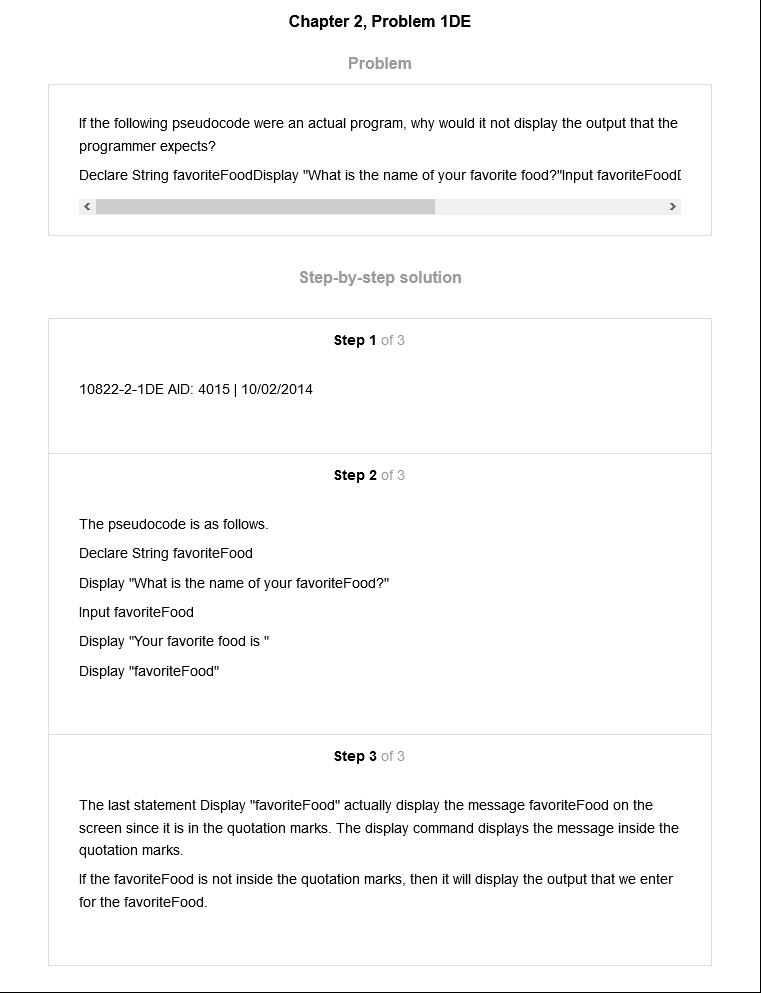 Chapter 2, Problem 1DE
Problem
If the following pseudocode were an actual program, why would it not display the output that the
programmer expects?
Declare String favoriteFoodDisplay "What is the name of your favorite food?"Input favoriteFood
Step-by-step solution
Step 1 of 3
10822-2-1DE AID: 4015 | 10/02/2014
Step 2 of 3
The pseudocode is as follows.
Declare String favoriteFood
Display "What is the name of your favoriteFood?"
Input favoriteFood
Display "Your favorite food is "
Display "favoriteFood"
Step 3 of 3
The last statement Display "favoriteFood" actually display the message favoriteFood on the
screen since it is in the quotation marks. The display command displays the message inside the
quotation marks.
If the favoriteFood is not inside the quotation marks, then it will display the output that we enter
for the favoriteFood.